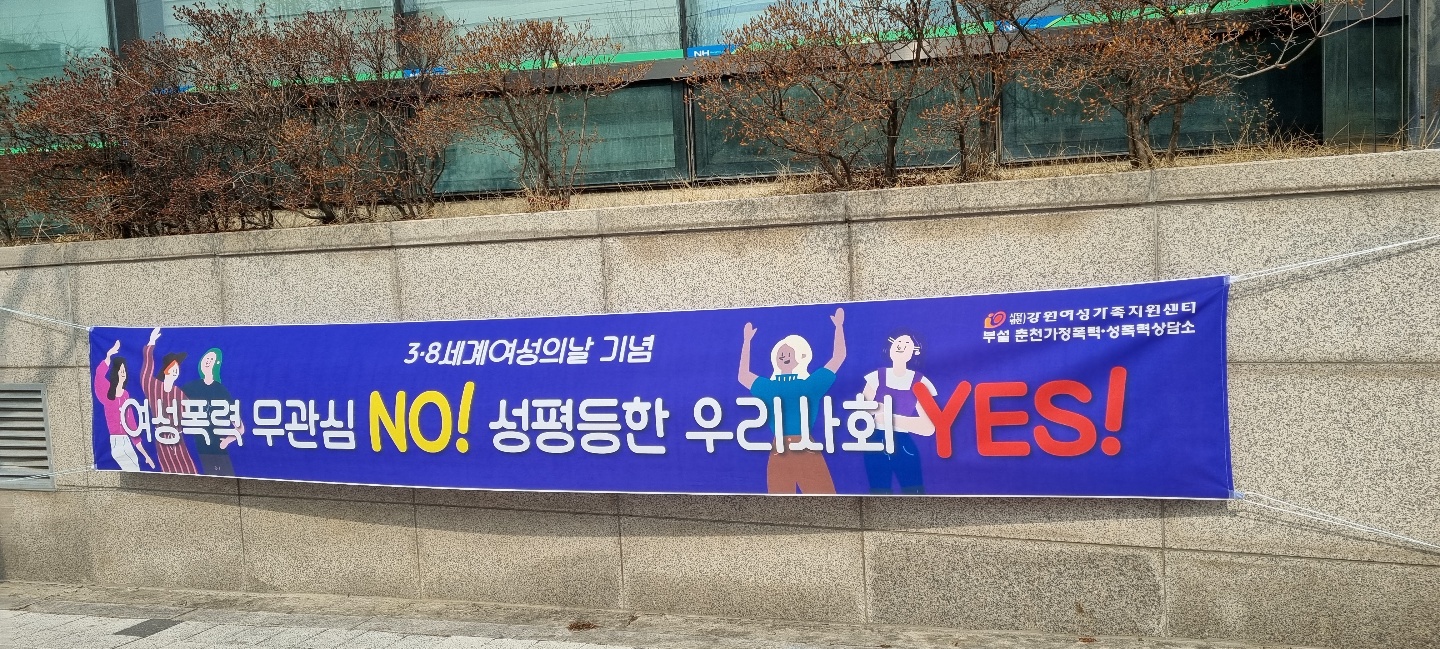 NH
3·8세계여성의날 기념
여성폭력 무관심 NO! 성평등한 우리사회 YES!
강원여성가족지원센터
부설 춘천가정폭력·성폭력상담소